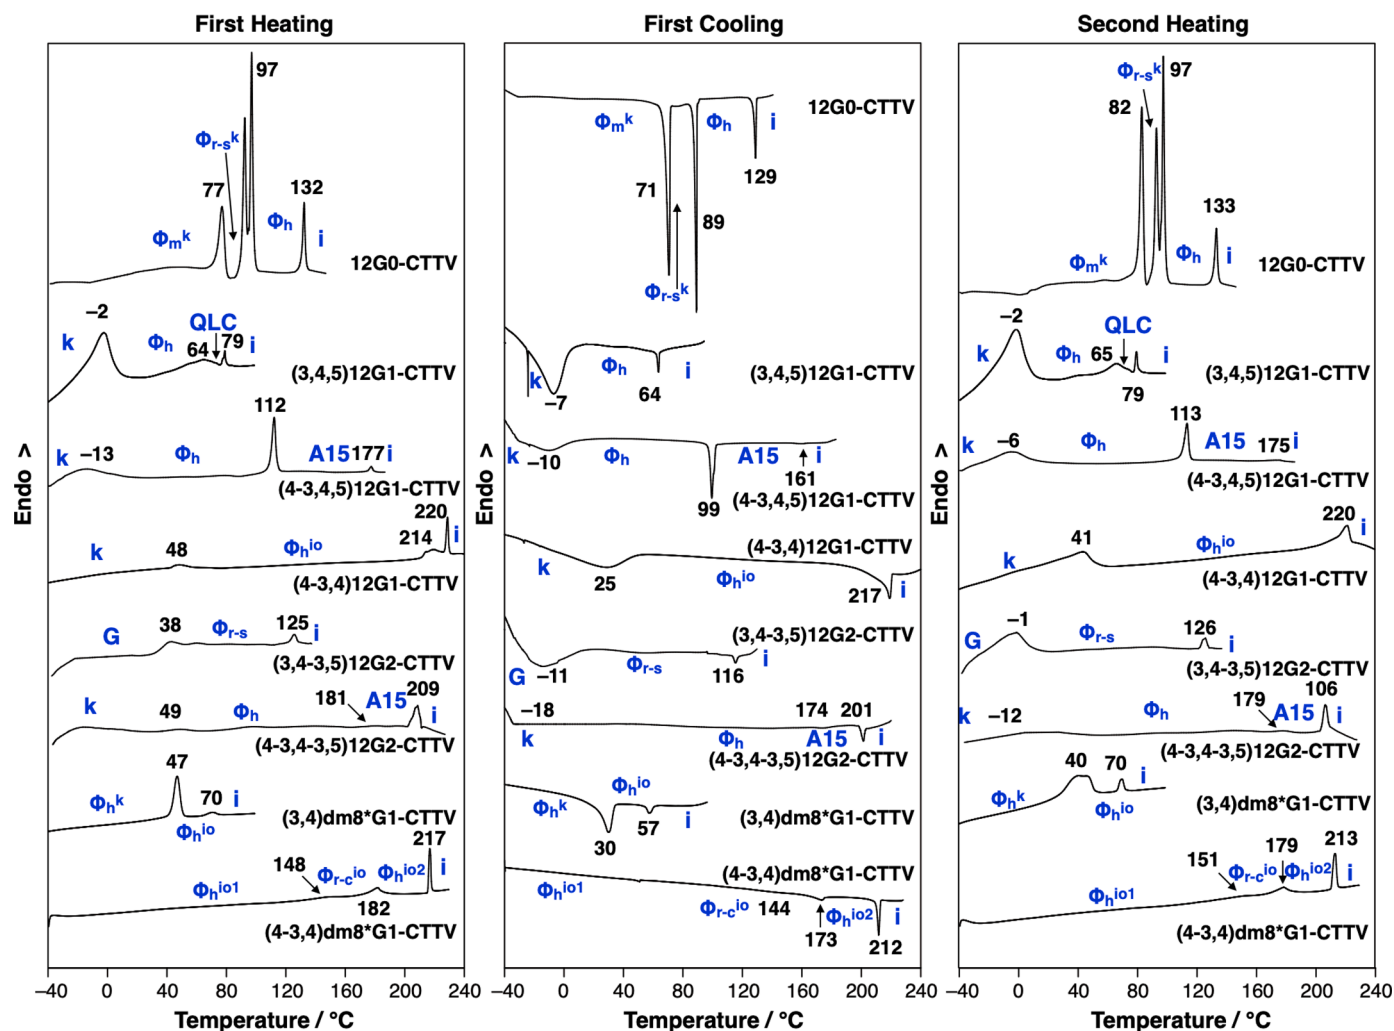 First Heating
97
Φr-sᵏ
77
132
Φmᵏ
Φh
i
12G0-CTTV
−2
QLC
k
Φh
64
79
i
(3,4,5)12G1-CTTV
112
k
−13
Φh
A15
177
i
(4-3,4,5)12G1-CTTV
220
214
i
k
48
Φhⁱᵒ
(4-3,4)12G1-CTTV
G
38
Φr-s
125
i
(3,4-3,5)12G2-CTTV
k
49
Φh
181
A15
209
i
(4-3,4-3,5)12G2-CTTV
47
Φhᵏ
70
i
Φhⁱᵒ
(3,4)dm8*G1-CTTV
217
148
Φr-cⁱᵒ
Φhⁱᵒ²
i
Φhⁱᵒ¹
182
(4-3,4)dm8*G1-CTTV
Endo >
−40 0 40 80 120 160 200 240
Temperature / °C
First Cooling
12G0-CTTV
Φmᵏ
Φh
i
71
129
89
Φr-sᵏ
k
−7
Φh
64
i
(3,4,5)12G1-CTTV
k
−10
Φh
A15
i
161
99
(4-3,4,5)12G1-CTTV
(4-3,4)12G1-CTTV
k
25
Φhⁱᵒ
217
i
(3,4-3,5)12G2-CTTV
G
−11
Φr-s
116
i
−18
174
201
k
Φh
A15
i
(4-3,4-3,5)12G2-CTTV
Φhⁱᵒ
Φhᵏ
57
i
30
(3,4)dm8*G1-CTTV
(4-3,4)dm8*G1-CTTV
Φhⁱᵒ¹
Φr-cⁱᵒ
144
Φhⁱᵒ²
i
173
212
Endo >
−40 0 40 80 120 160 200 240
Temperature / °C
Second Heating
Φr-sᵏ
97
82
133
Φmᵏ
Φh
i
12G0-CTTV
−2
QLC
k
Φh
65
i
79
(3,4,5)12G1-CTTV
113
k
−6
Φh
A15
175
i
(4-3,4,5)12G1-CTTV
220
i
k
41
Φhⁱᵒ
(4-3,4)12G1-CTTV
G
−1
Φr-s
126
i
(3,4-3,5)12G2-CTTV
k
−12
Φh
179
A15
106
i
(4-3,4-3,5)12G2-CTTV
40
70
i
Φhᵏ
Φhⁱᵒ
(3,4)dm8*G1-CTTV
213
179
151
Φr-cⁱᵒ
Φhⁱᵒ²
i
Φhⁱᵒ¹
(4-3,4)dm8*G1-CTTV
Endo >
−40 0 40 80 120 160 200 240
Temperature / °C